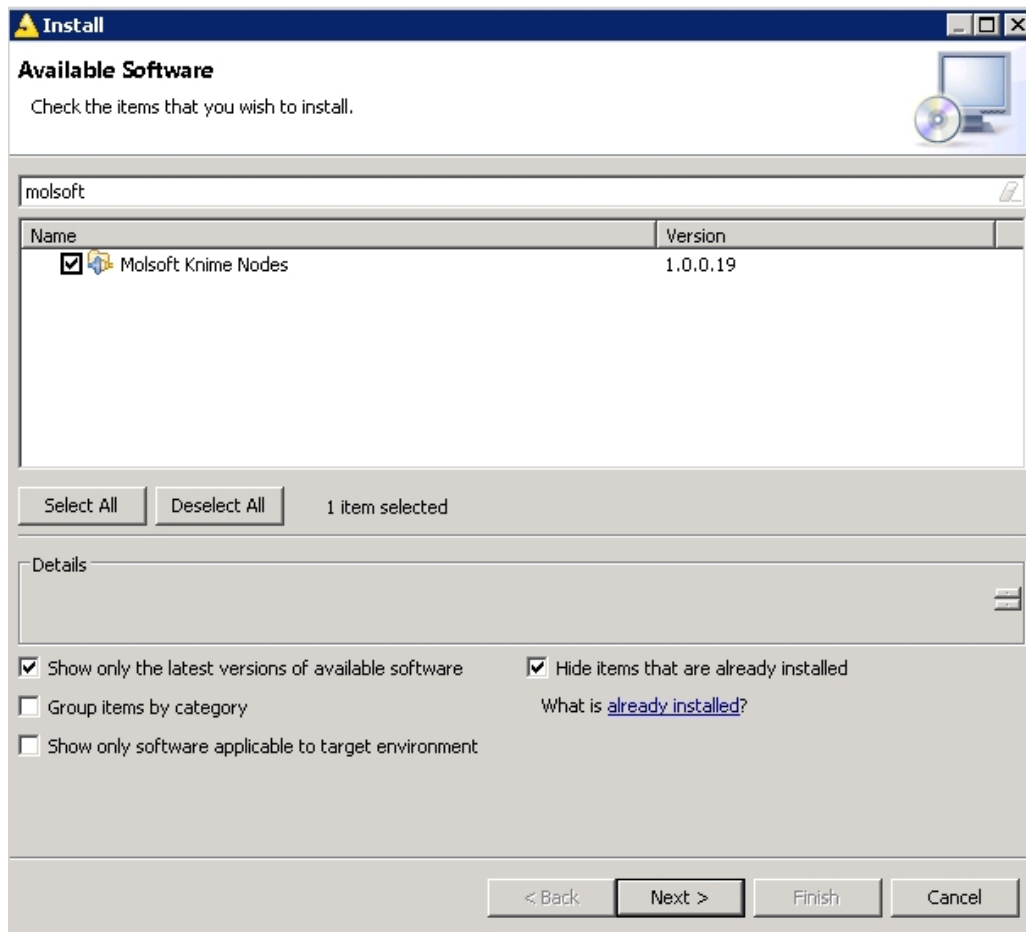 Install
Available Software
Check the items that you wish to install.
molsoft
Name Version
Molsoft Knime Nodes 1.0.0.19
Select All Deselect All 1 item selected
Details
Show only the latest versions of available software Hide items that are already installed
Group items by category What is already installed?
Show only software applicable to target environment
< Back Next > Finish Cancel